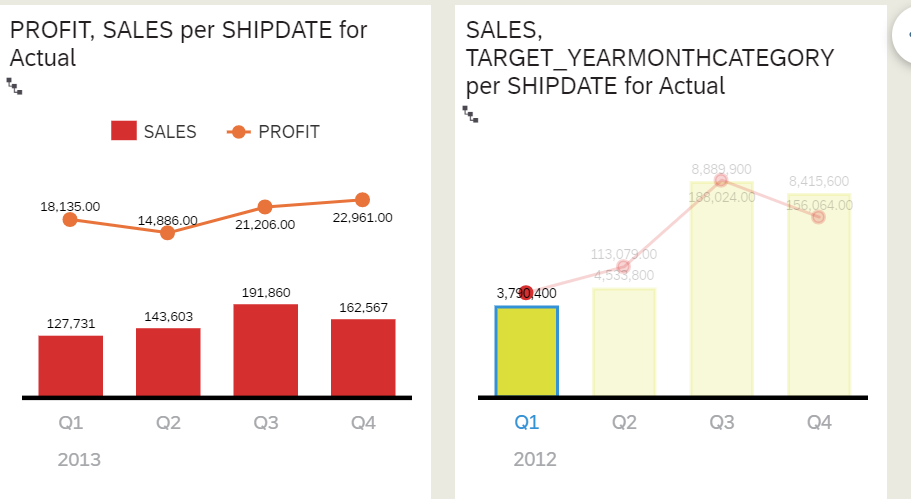 PROFIT, SALES per SHIPDATE for
Actual
SALES
PROFIT
18,135.00
14,886.00
21,206.00
22,961.00
127,731
143,603
191,860
162,567
Q1
Q2
Q3
Q4
2013
SALES,
TARGET_YEARMONTHCATEGORY
per SHIPDATE for Actual
8,889,900
8,415,600
188,024.00
156,064.00
113,079.00
4,533,800
3,790,400
Q1
Q2
Q3
Q4
2012